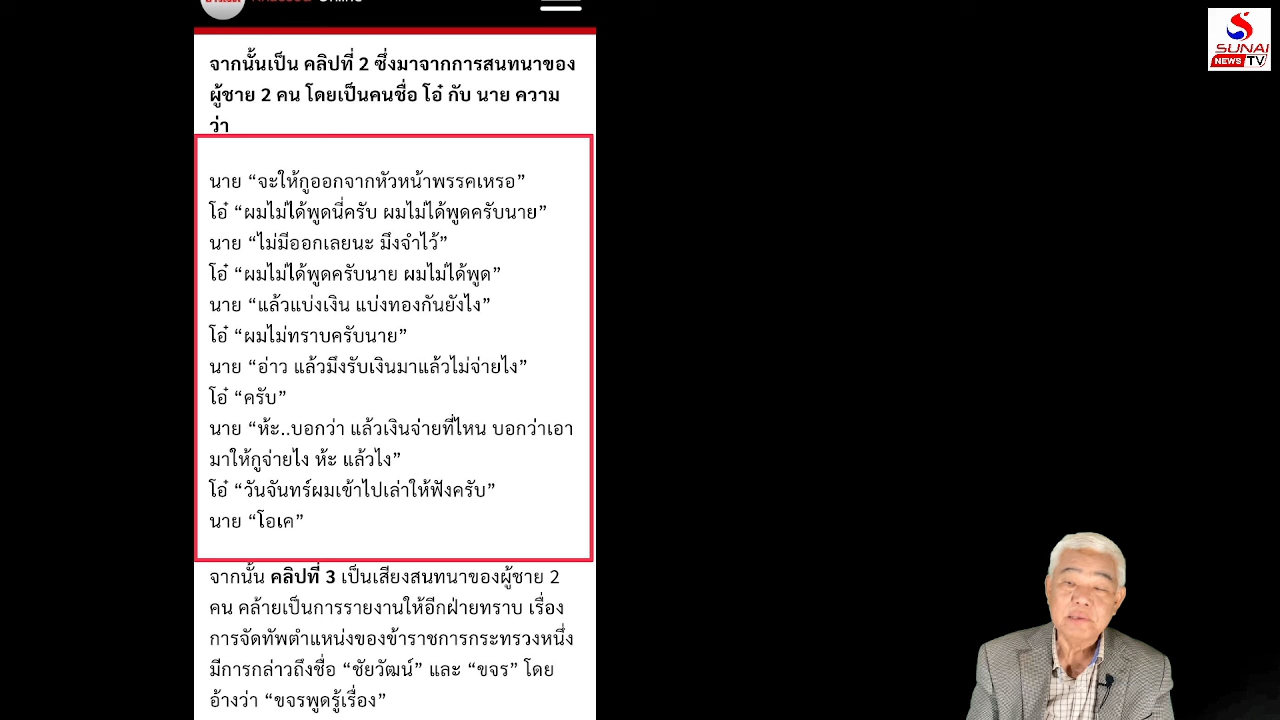 Online
จากนั้นเป็น คลิปที่ 2 ซึ่งมาจากการสนทนาของ
ผู้ชาย 2 คน โดยเป็นคนชื่อ โอ๋ กับ นาย ความ
ว่า
นาย “จะให้กูออกจากหัวหน้าพรรคเหรอ”
โอ๋ “ผมไม่ได้พูดนี่ครับ ผมไม่ได้พูดครับนาย”
นาย “ไม่มีออกเลยนะ มึงจำไว้”
โอ๋ “ผมไม่ได้พูดครับนาย ผมไม่ได้พูด”
นาย “แล้วแบ่งเงิน แบ่งทองกันยังไง”
โอ๋ “ผมไม่ทราบครับนาย”
นาย “อ่าว แล้วมึงรับเงินมาแล้วไม่จ่ายไง”
โอ๋ “ครับ”
นาย “ห้ะ..บอกว่า แล้วเงินจ่ายที่ไหน บอกว่าเอา
มาให้กูจ่ายไง ห้ะ แล้วไง”
โอ๋ “วันจันทร์ผมเข้าไปเล่าให้ฟังครับ”
นาย “โอเค”
จากนั้น คลิปที่ 3 เป็นเสียงสนทนาของผู้ชาย 2
คน คล้ายเป็นการรายงานให้อีกฝ่ายทราบ เรื่อง
การจัดทัพตำแหน่งของข้าราชการกระทรวงหนึ่ง
มีการกล่าวถึงชื่อ “ชัยวัฒน์” และ “ขจร” โดย
อ้างว่า “ขจรพูดรู้เรื่อง”
SUNAI
NEWS TV